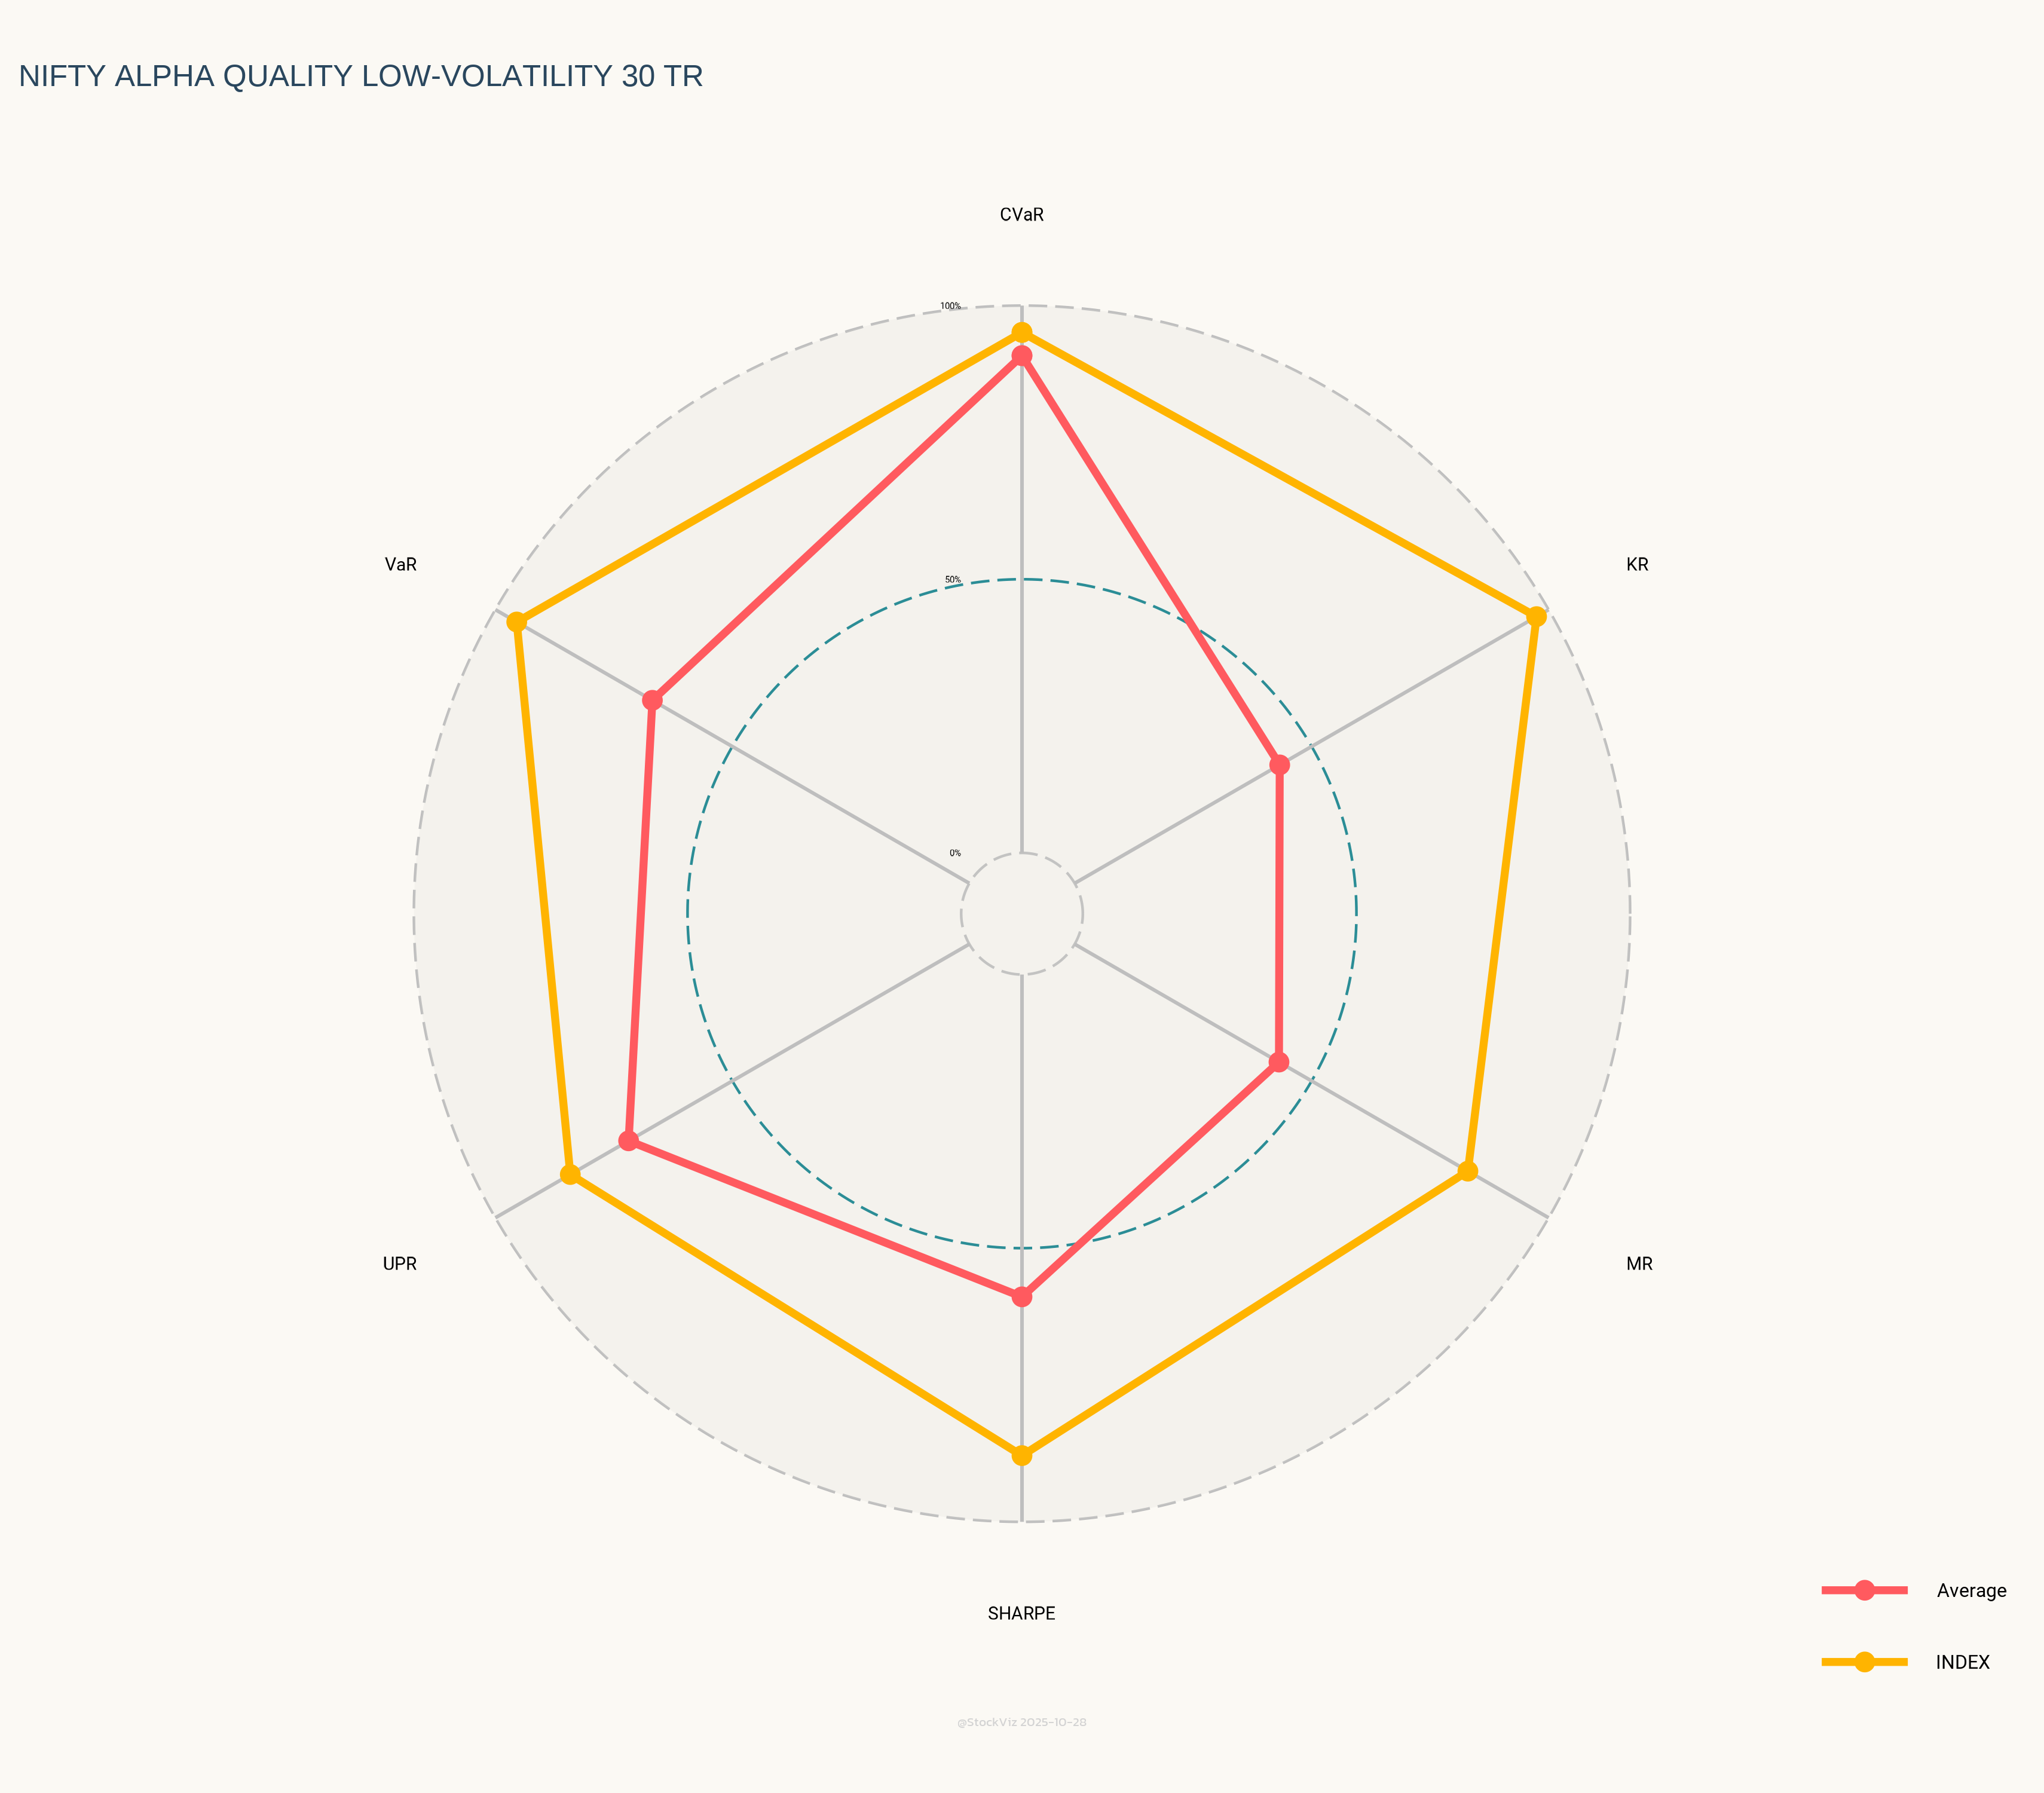 NIFTY ALPHA QUALITY LOW-VOLATILITY 30 TR
CVaR
100%
VaR
KR
50%
0%
UPR
MR
SHARPE
Average
INDEX
@StockViz 2025-10-28